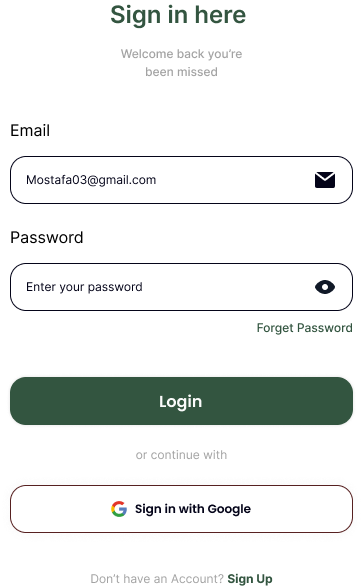 Sign in here
Welcome back you're
been missed
Email
Mostafa03@gmail.com
Password
Enter your password
Forget Password
Login
or continue with
Sign in with Google
Don't have an Account? Sign Up